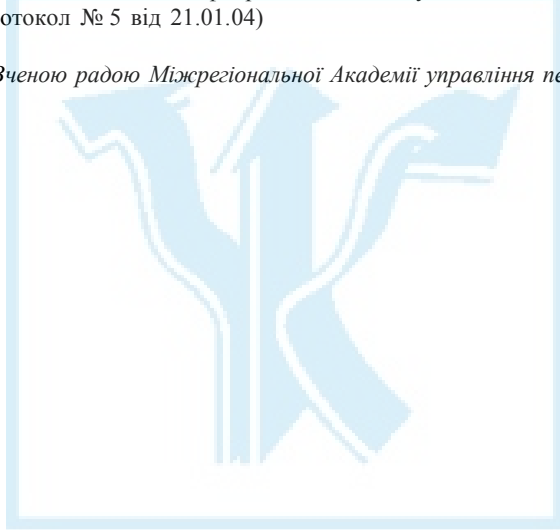 отокол № 5 від 21.01.04)
Вченою радою Міжрегіональної Академії управління пе